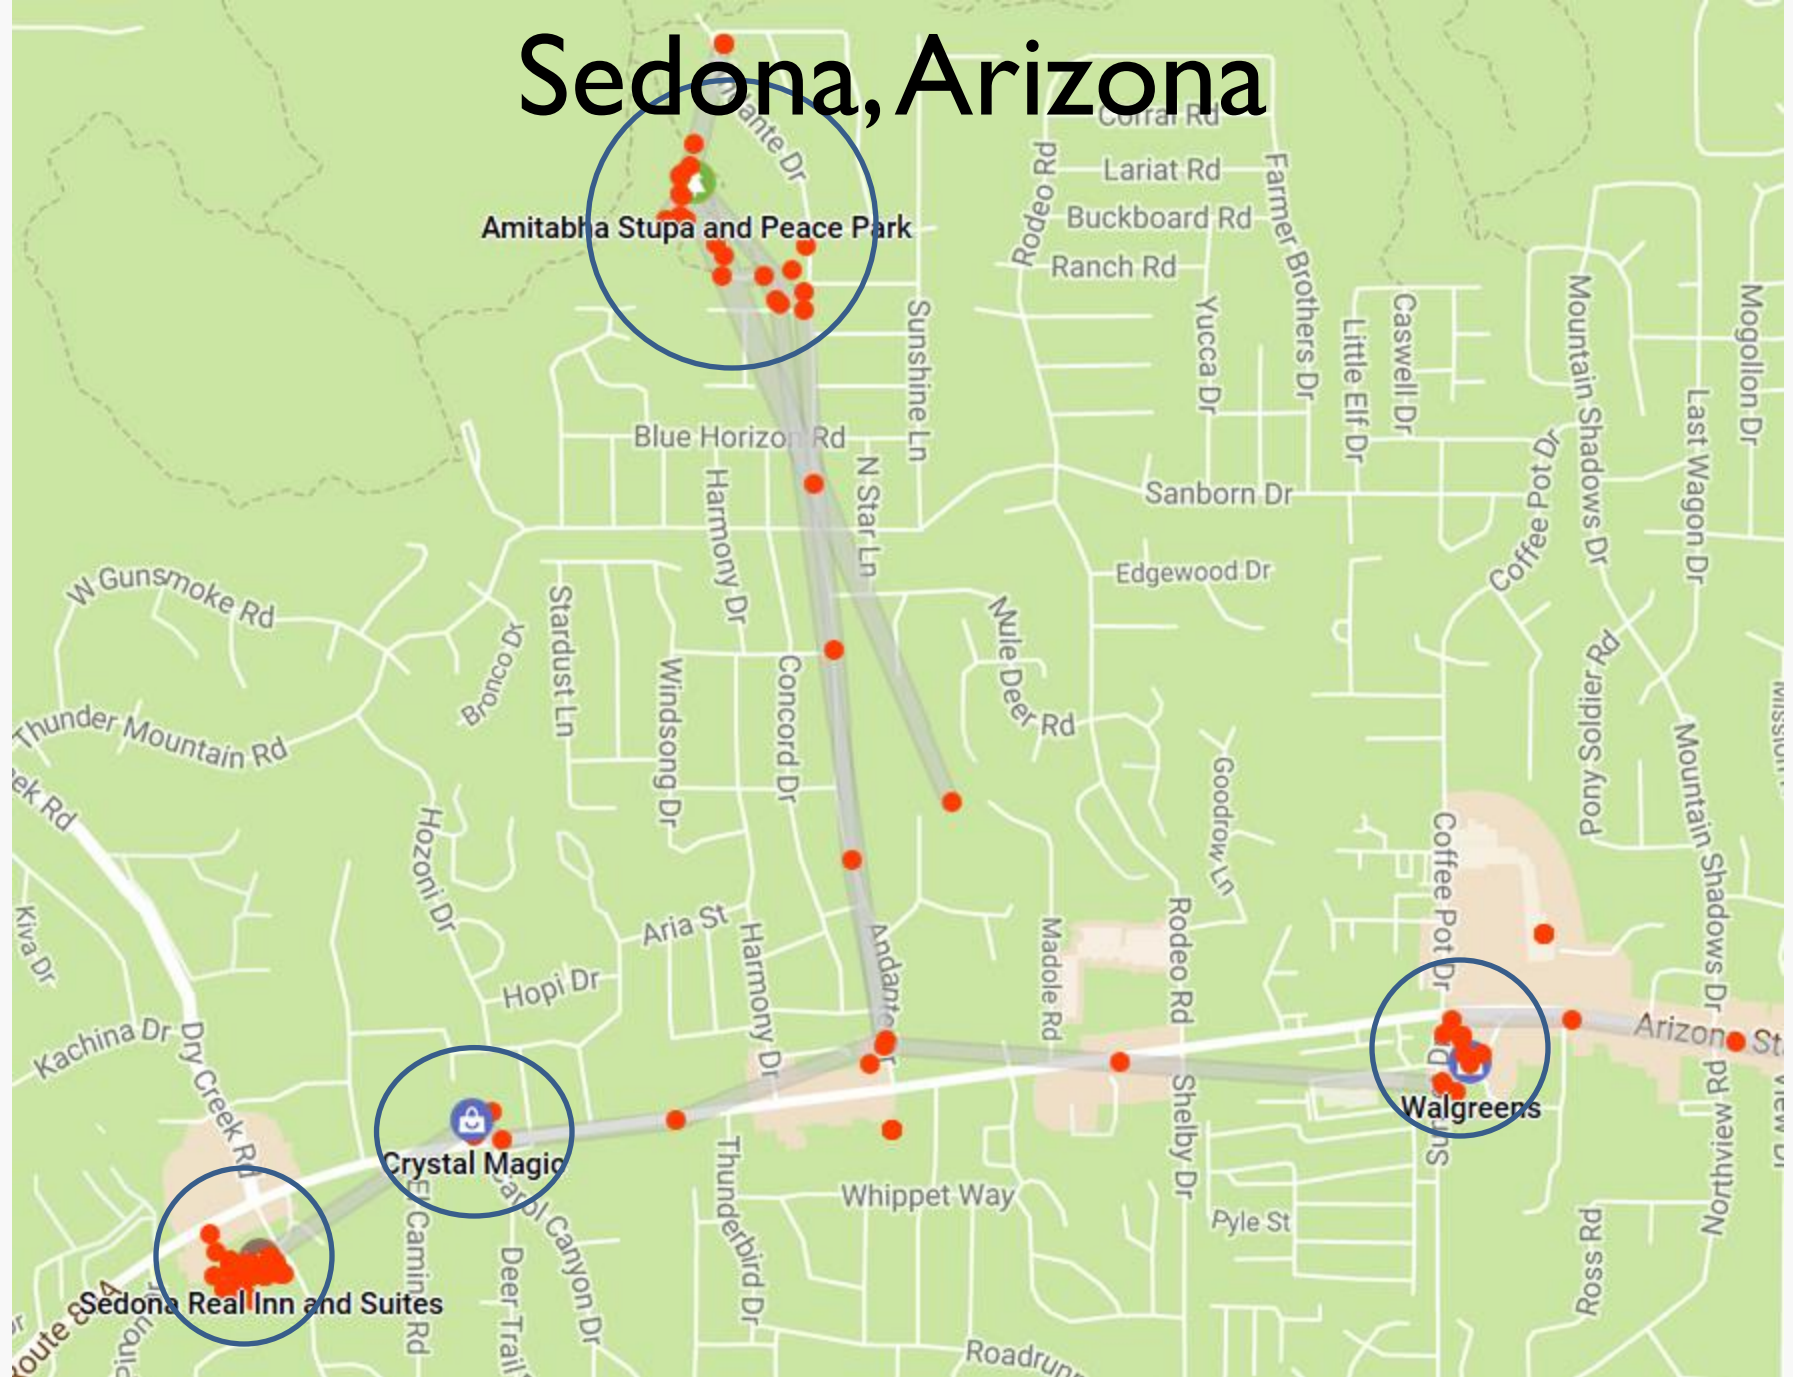 Sedona, Arizona
Corral Rd
Lariat Rd
Rodeo Rd
Buckboard Rd
Farmer Brothers Dr
Amitabha Stupa and Peace Park
Ranch Rd
Sunshine Ln
Yucca Dr
Little Elf Dr
Caswell Dr
Mountain Shadows Dr
Mogollon Dr
Last Wagon Dr
Blue Horizon Rd
Harmony Dr
N Star Ln
Sanborn Dr
Coffee Pot Dr
Edgewood Dr
W Gunsmoke Rd
Stardust Ln
Bronco Dr
Mule Deer Rd
Windsong Dr
Concord Dr
Pony Soldier Rd
Thunder Mountain Rd
Mountain Shadows Dr
Goodrow Ln
Hozoni Dr
Coffee Pot Dr
Kiva Dr
Aria St
Harmony Dr
Madole Rd
Rodeo Rd
Hopi Dr
Kachina Dr
Dry Creek Rd
Arizon St
Shelby Dr
Walgreens
Northview Rd
Crystal Magic
Carol Canyon Dr
Thunderbird Dr
Whippet Way
Pyle St
Ross Rd
Deer Trail
Sedona Real Inn and Suites